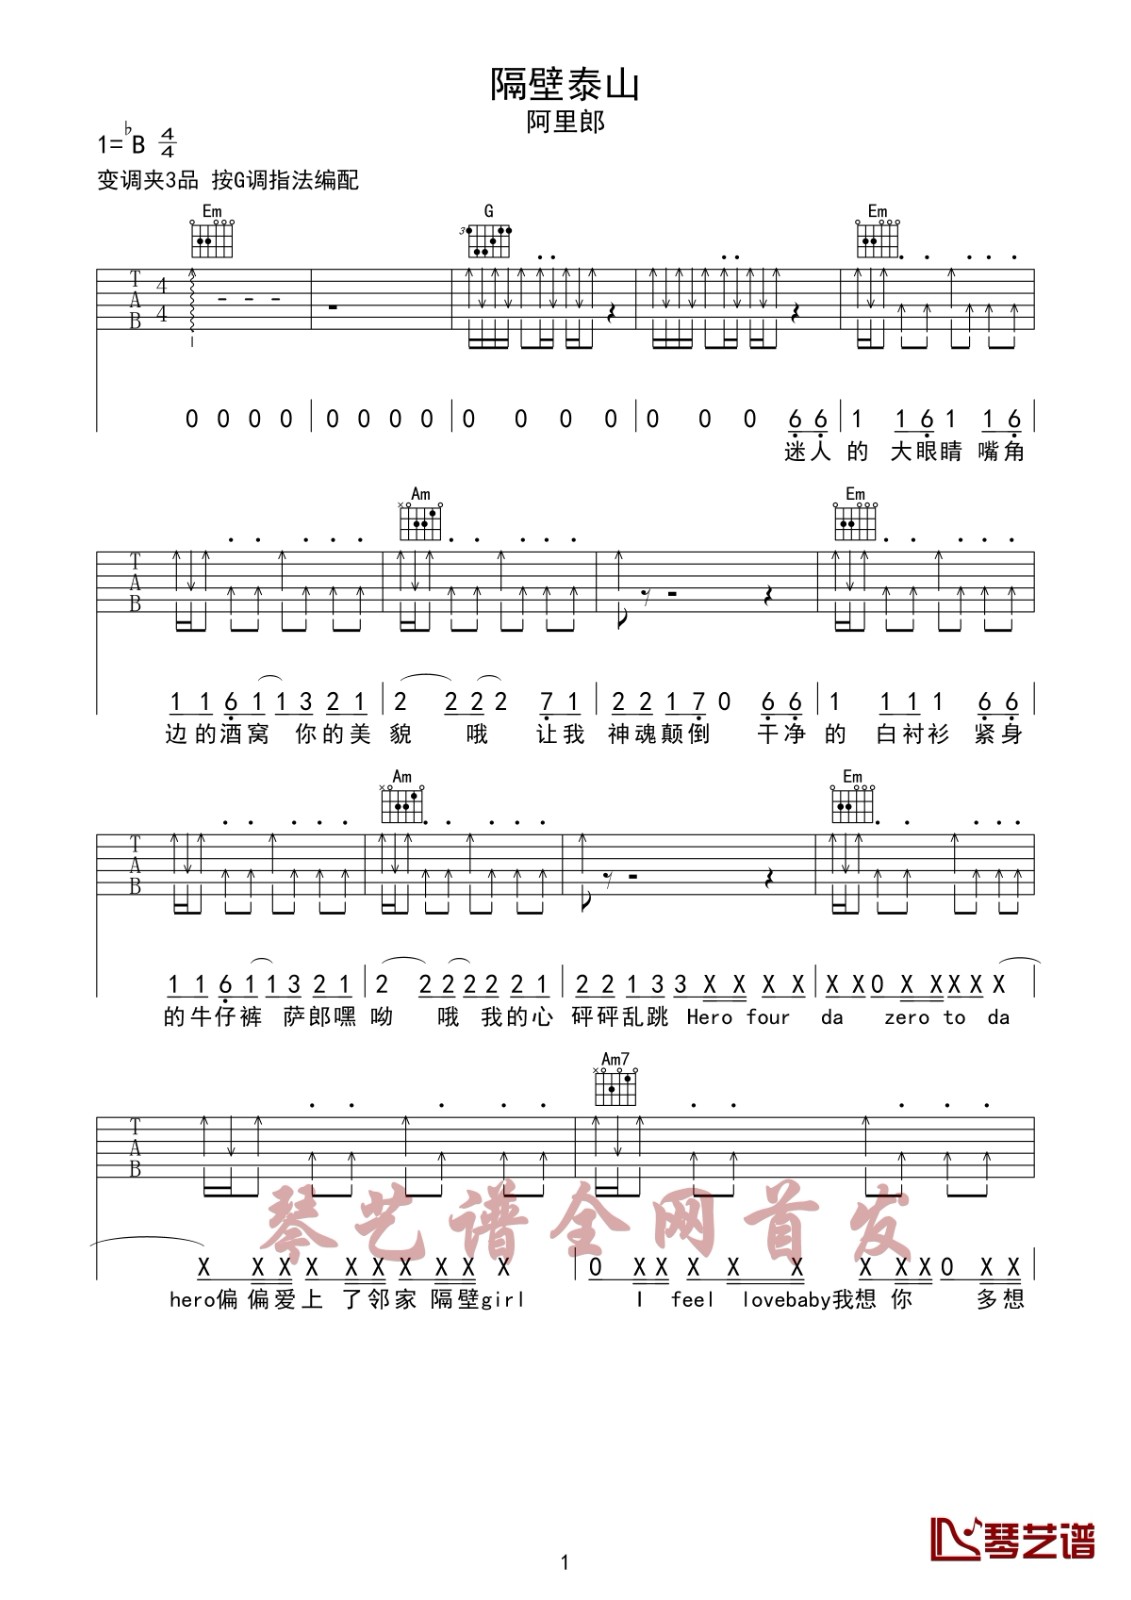 隔壁泰山
阿里郎
1=♭B 4/4
变调夹3品 按G调指法编配
Em G Em
3
T A B 4 4
1
0 0 0 0 | 0 0 0 0 | 0 0 0 0 | 0 0 0 6 6 | 1 1 6 1 1 6
迷人 的 大眼睛 嘴角
Am Em
T A B
1 1 6 1 1 3 2 1 | 2 2 2 2 7 1 | 2 2 1 7 0 6 6 | 1 1 1 1 6 6
边的酒窝 你的美 貌 哦 让我 神魂颠倒 干净 的 白衬衫 紧身
Am Em
T A B
1 1 6 1 1 3 2 1 | 2 2 2 2 2 2 1 | 2 2 1 3 3 X X X X | X X 0 X X X X X
的牛仔裤 萨郎嘿 呦 哦 我的心 砰砰乱跳 Hero four da zero to da
Am7
T A B
X X X X X X X X X X | 0 X X X X X X X X 0 X X
hero偏 偏爱上 了邻家 隔壁girl I feel lovebaby我想 你 多想
琴艺谱全网首发
琴艺谱
1